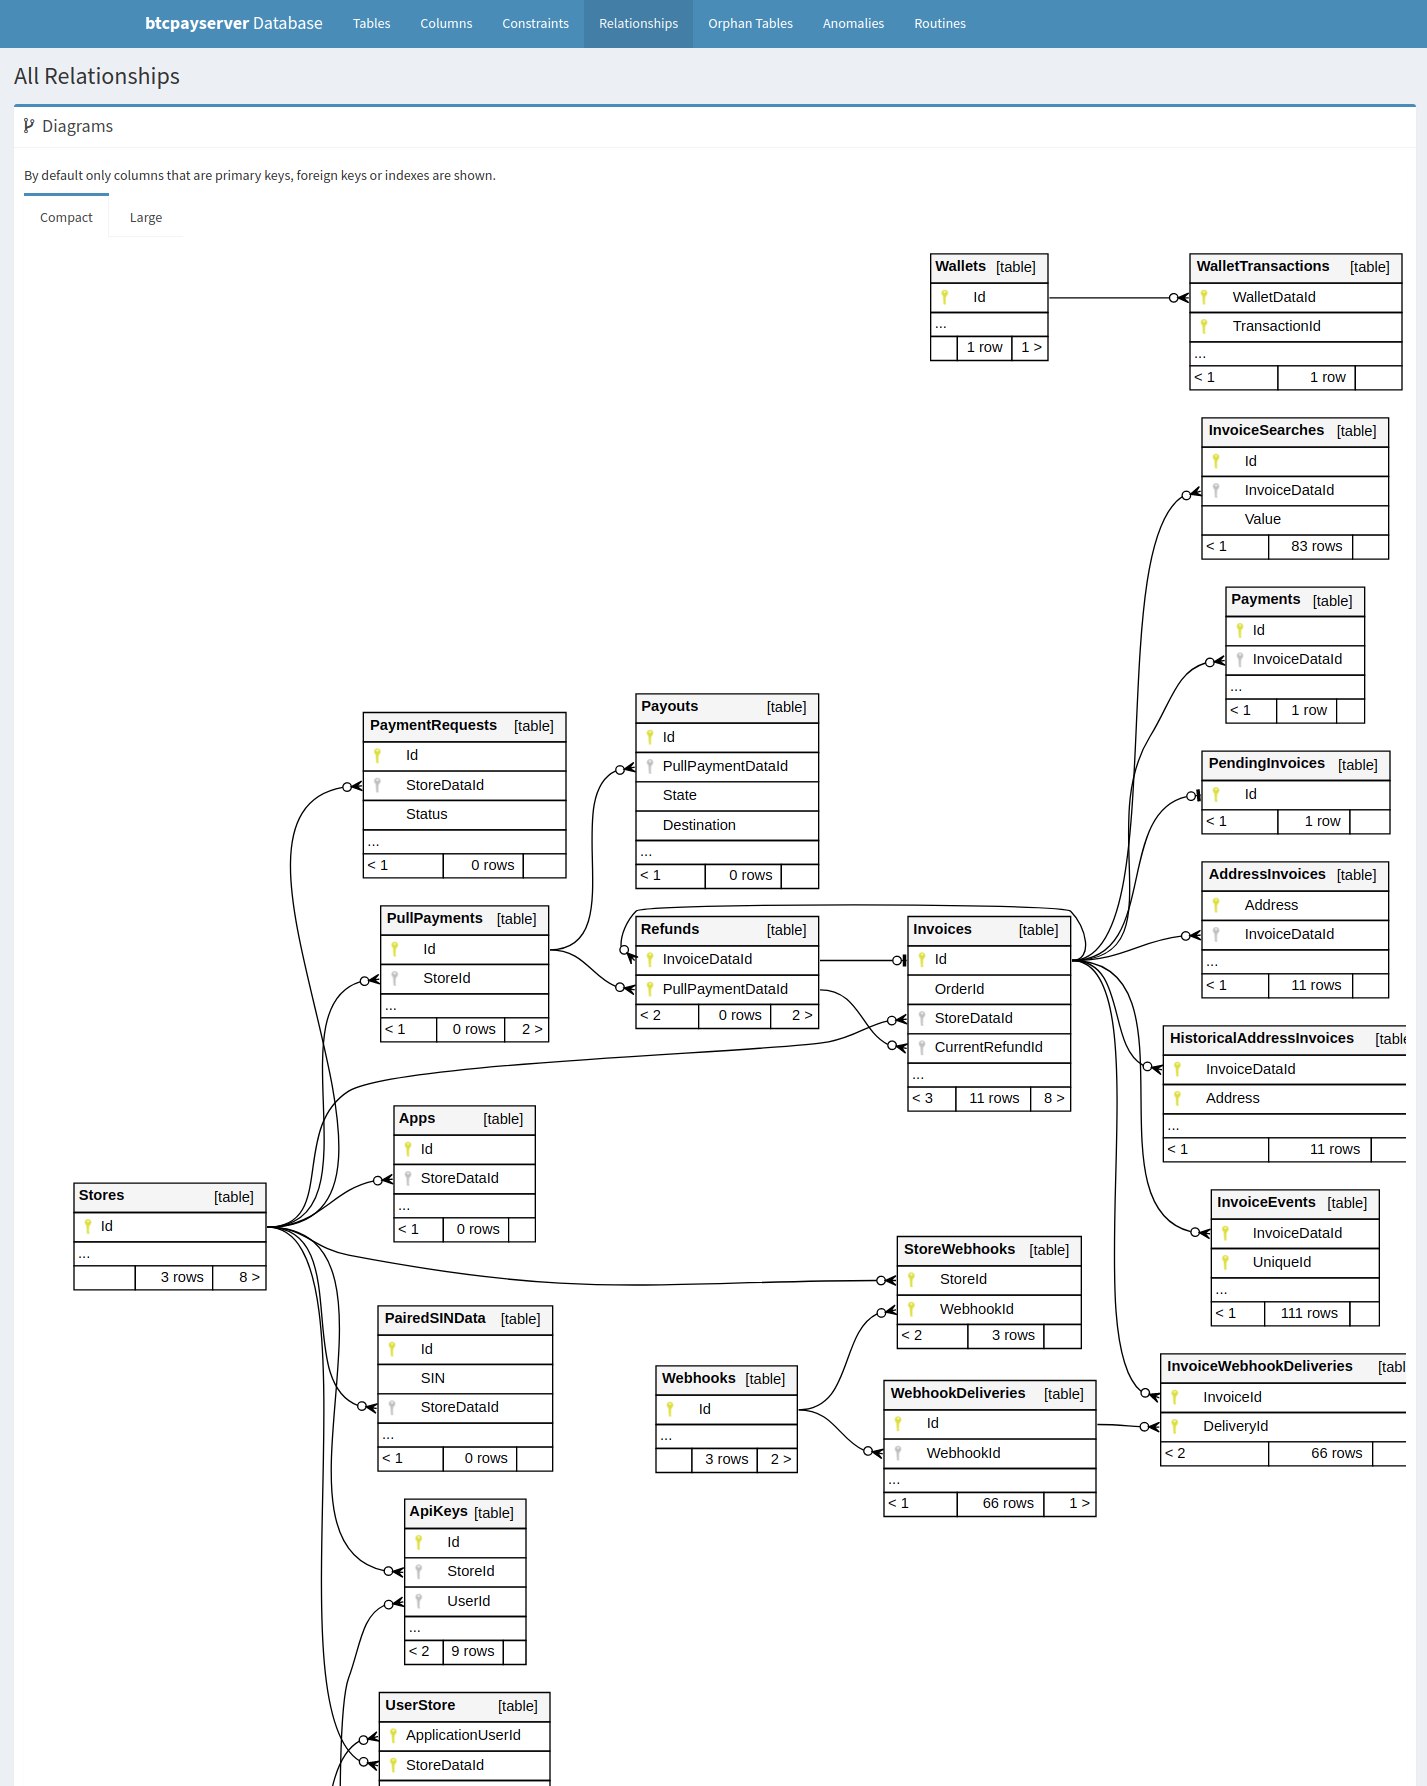 btcpayserver Database Tables Columns Constraints Relationships Orphan Tables Anomalies Routines
All Relationships
Diagrams
By default only columns that are primary keys, foreign keys or indexes are shown.
Compact Large
Wallets [table]
Id
...
1 row 1 >
WalletTransactions [table]
WalletDataId
TransactionId
...
< 1 1 row
InvoiceSearches [table]
Id
InvoiceDataId
Value
< 1 83 rows
Payments [table]
Id
InvoiceDataId
...
< 1 1 row
PaymentRequests [table]
Id
StoreDataId
Status
...
< 1 0 rows
Payouts [table]
Id
PullPaymentDataId
State
Destination
...
< 1 0 rows
PendingInvoices [table]
Id
< 1 1 row
AddressInvoices [table]
Address
InvoiceDataId
...
< 1 11 rows
PullPayments [table]
Id
StoreId
...
< 1 0 rows 2 >
Refunds [table]
InvoiceDataId
PullPaymentDataId
< 2 0 rows 2 >
Invoices [table]
Id
OrderId
StoreDataId
CurrentRefundId
...
< 3 11 rows 8 >
HistoricalAddressInvoices [table
InvoiceDataId
Address
...
< 1 11 rows
Apps [table]
Id
StoreDataId
...
< 1 0 rows
Stores [table]
Id
...
3 rows 8 >
InvoiceEvents [table]
InvoiceDataId
UniqueId
...
< 1 111 rows
StoreWebhooks [table]
StoreId
WebhookId
< 2 3 rows
PairedSINData [table]
Id
SIN
StoreDataId
...
< 1 0 rows
Webhooks [table]
Id
...
3 rows 2 >
WebhookDeliveries [table]
Id
WebhookId
...
< 1 66 rows 1 >
InvoiceWebhookDeliveries [tabl
InvoiceId
DeliveryId
< 2 66 rows
ApiKeys [table]
Id
StoreId
UserId
...
< 2 9 rows
UserStore [table]
ApplicationUserId
StoreDataId